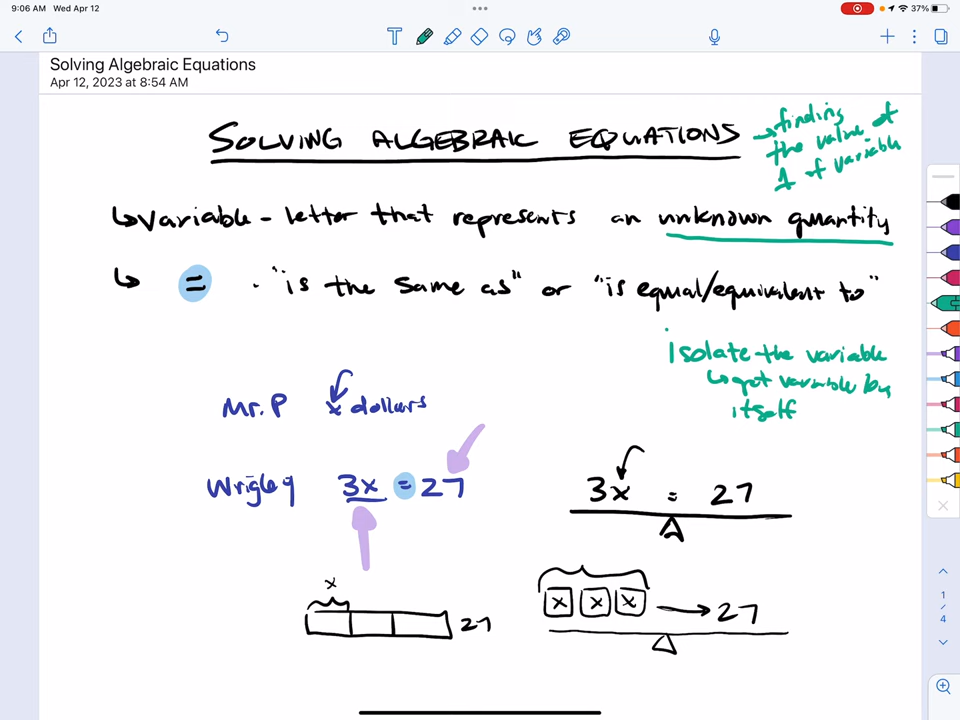 9:06 AM Wed Apr 12
37%
Solving Algebraic Equations
Apr 12, 2023 at 8:54 AM
SOLVING ALGEBRAIC EQUATIONS
→ finding
the value of
1 of variable
↳ variable - letter that represents an unknown quantity
↳ = · "is the same as" or "is equal/equivalent to"
isolate the variable
↳ get variable by
itself
Mr. P x dollars
Wrigley 3x = 27
3x = 27
x
27
x x x → 27
1
/
4